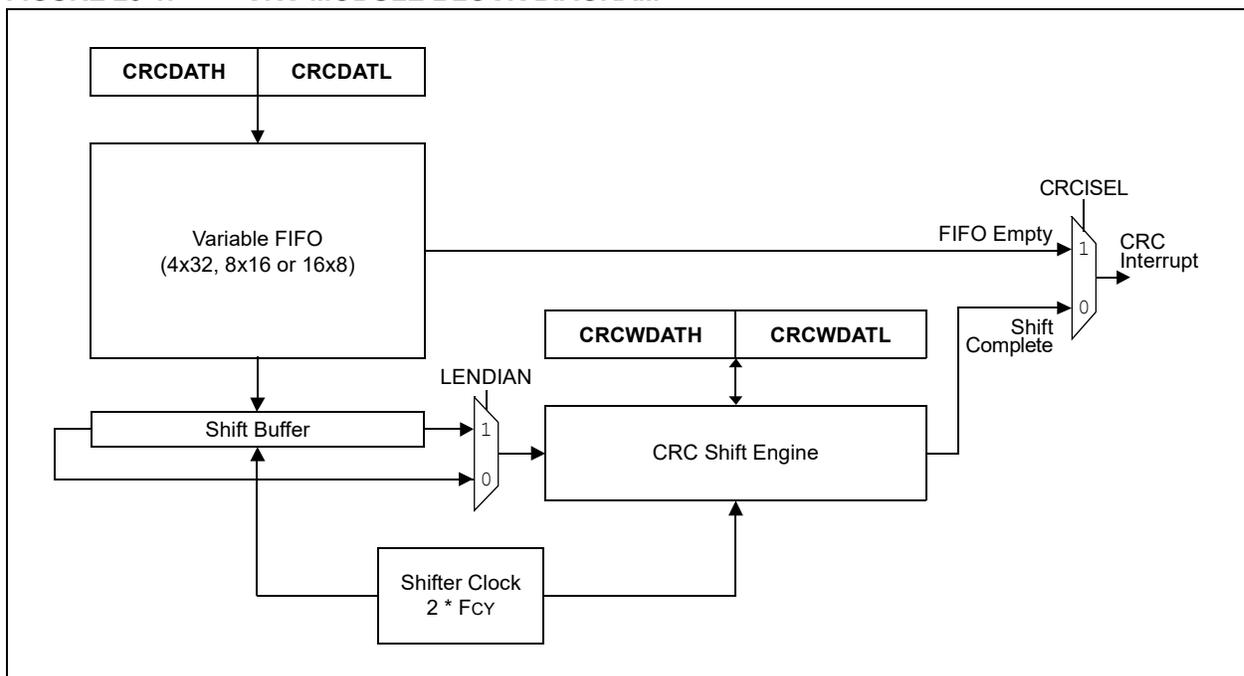 CRCDATH
CRCDATL
Variable FIFO
(4x32, 8x16 or 16x8)
CRCISEL
FIFO Empty
1
CRC
Interrupt
0
Shift
Complete
CRCWDATH
CRCWDATL
LENDIAN
Shift Buffer
1
0
CRC Shift Engine
Shifter Clock
2 * FCY